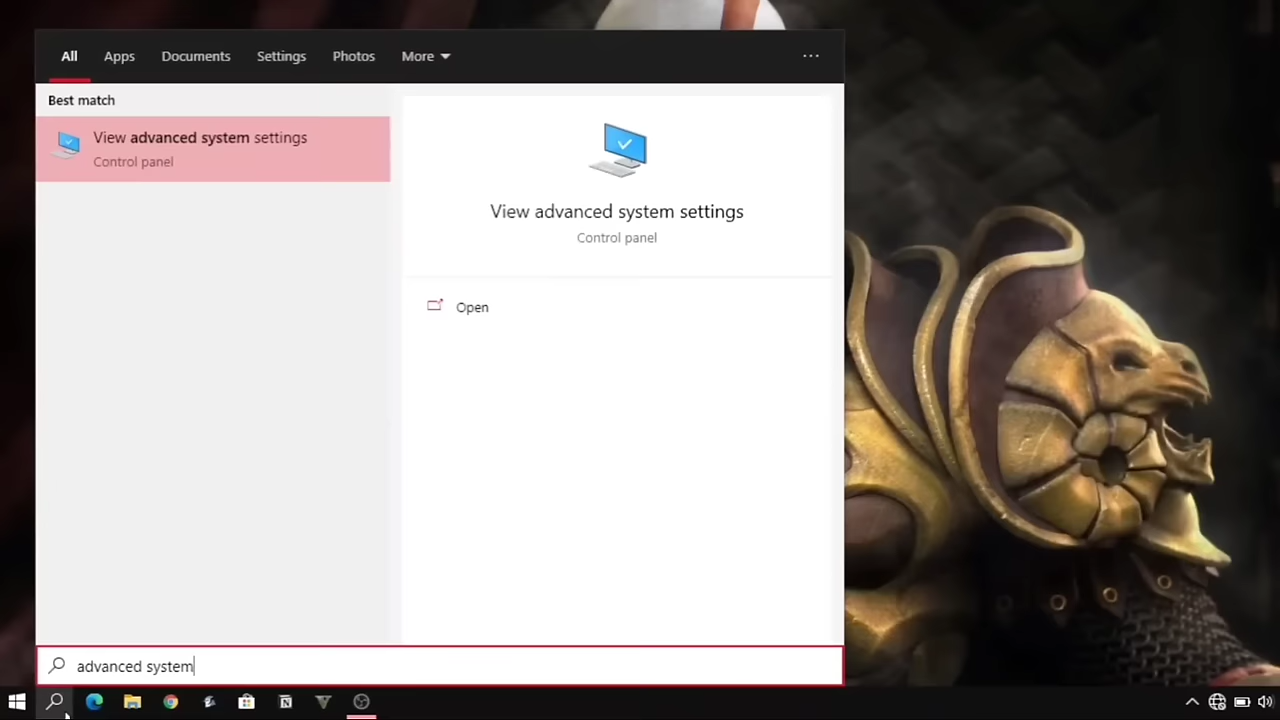 All Apps Documents Settings Photos More ...
Best match
View advanced system settings
Control panel
View advanced system settings
Control panel
Open
advanced system